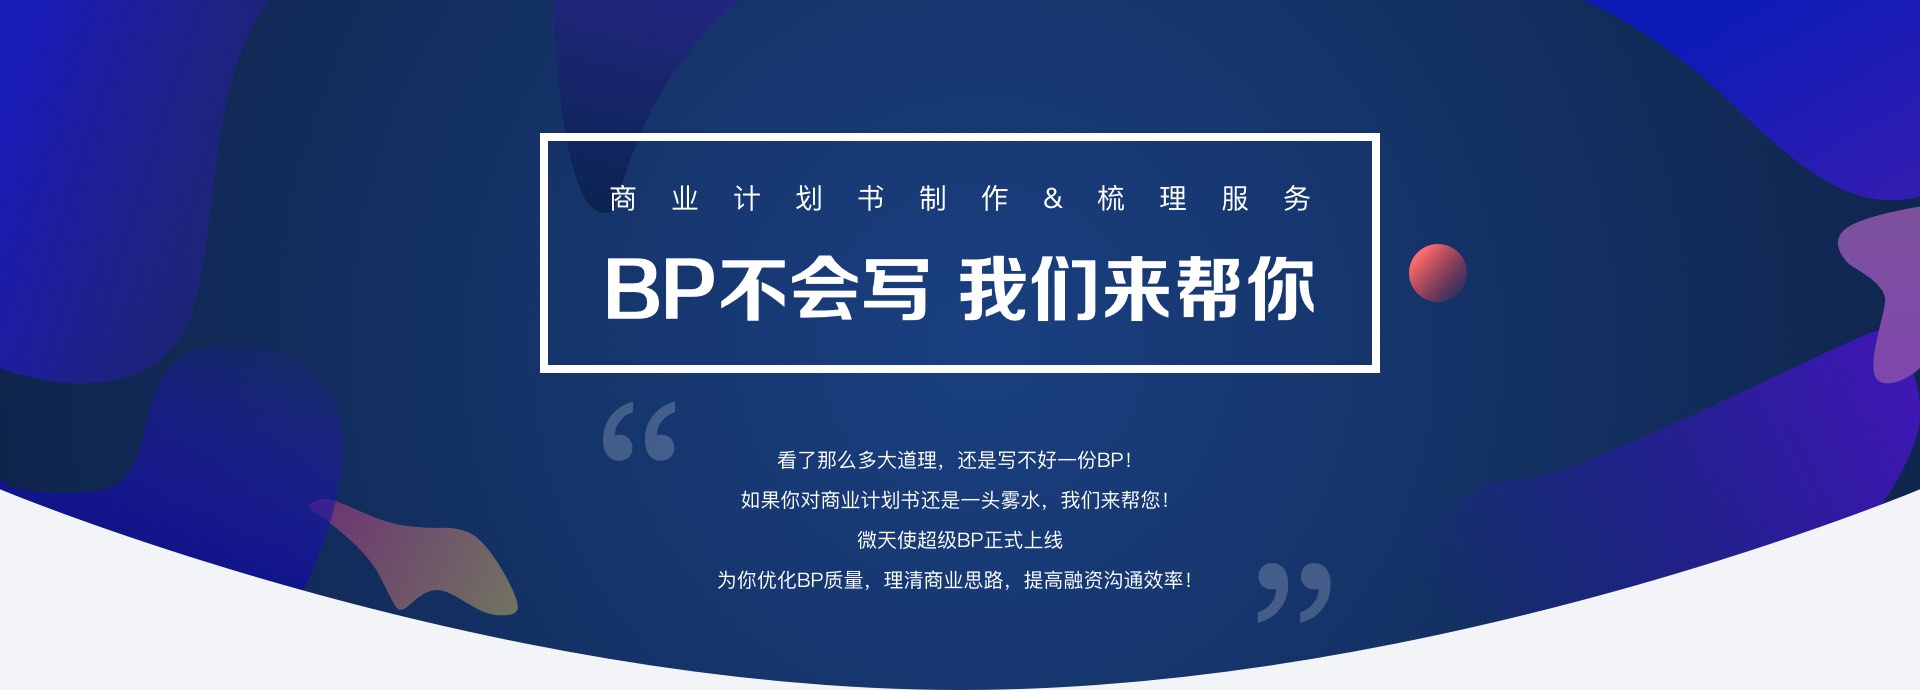 商业计划书制作&梳理服务
BP不会写 我们来帮你
“
看了那么多大道理，还是写不好一份BP！
如果你对商业计划书还是一头雾水，我们来帮您！
微天使超级BP正式上线
为你优化BP质量，理清商业思路，提高融资沟通效率！
”